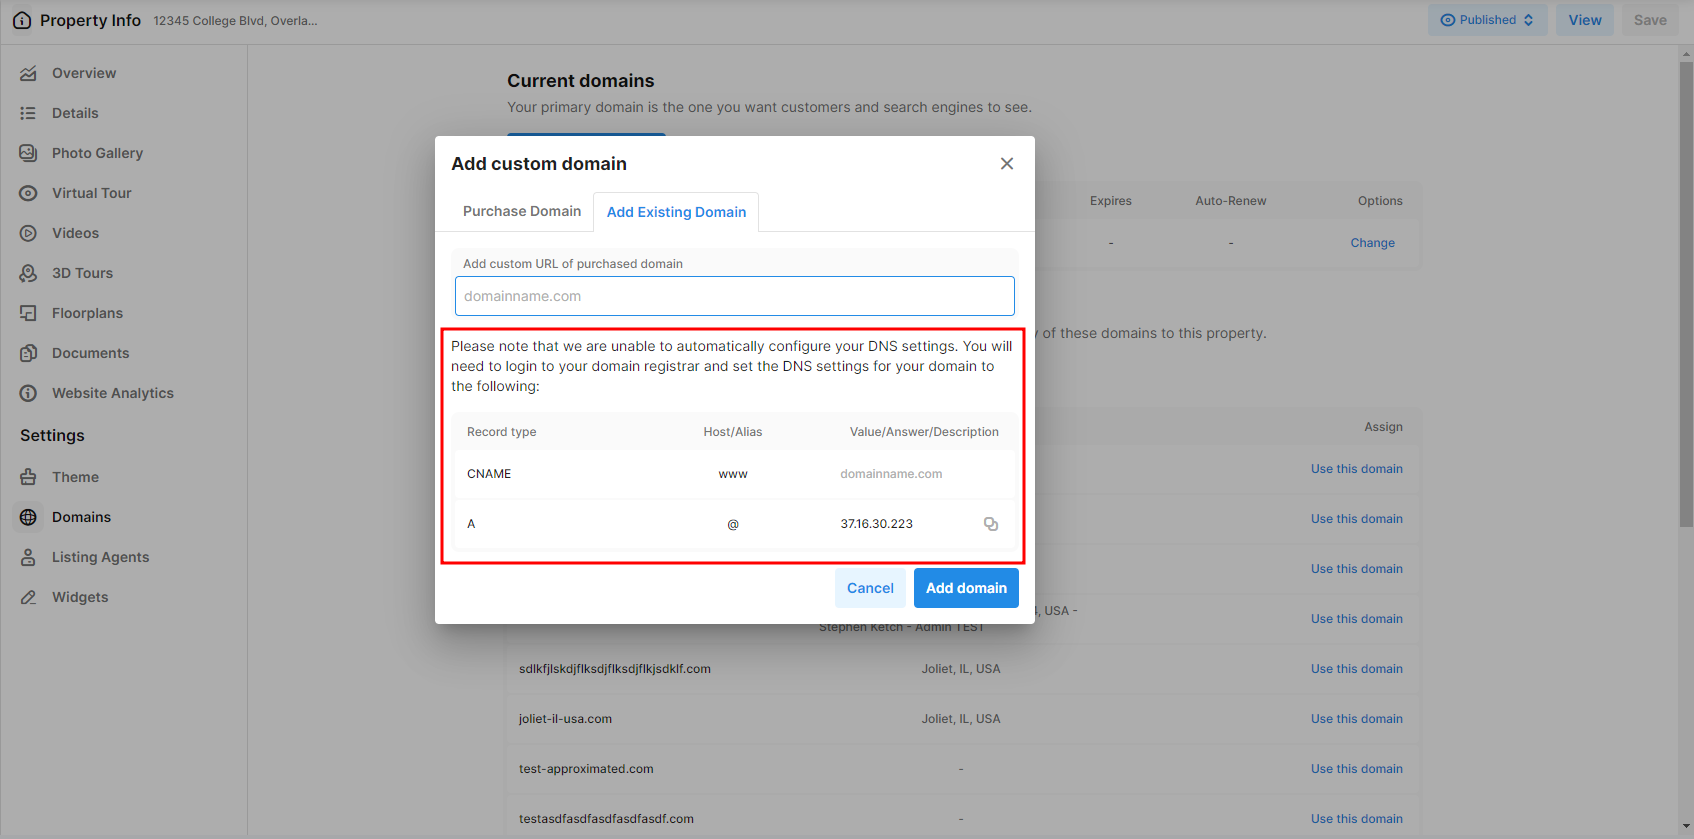 Property Info 12345 College Blvd, Overla... Published View Save
Overview
Details
Photo Gallery
Virtual Tour
Videos
3D Tours
Floorplans
Documents
Website Analytics
Settings
Theme
Domains
Listing Agents
Widgets
Current domains
Your primary domain is the one you want customers and search engines to see.
Expires Auto-Renew Options
- - Change
of these domains to this property.
Assign
Use this domain
Use this domain
Use this domain
, USA -
Stephen Ketch - Admin TEST Use this domain
sdlkfjlskdjflksdjflksdjflkjsdklf.com Joliet, IL, USA Use this domain
joliet-il-usa.com Joliet, IL, USA Use this domain
test-approximated.com - Use this domain
testasdfasdfasdfasdfasdf.com - Use this domain
Add custom domain
Purchase Domain Add Existing Domain
Add custom URL of purchased domain
domainname.com
Please note that we are unable to automatically configure your DNS settings. You will
need to login to your domain registrar and set the DNS settings for your domain to
the following:
Record type Host/Alias Value/Answer/Description
CNAME www domainname.com
A @ 37.16.30.223
Cancel Add domain